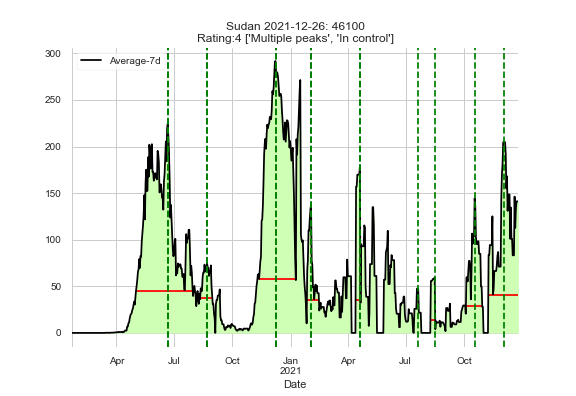 Sudan 2021-12-26: 46100
Rating:4 ['Multiple peaks', 'In control']
300
250
200
150
100
50
0
Average-7d
Apr Jul Oct Jan Apr Jul Oct
2021
Date